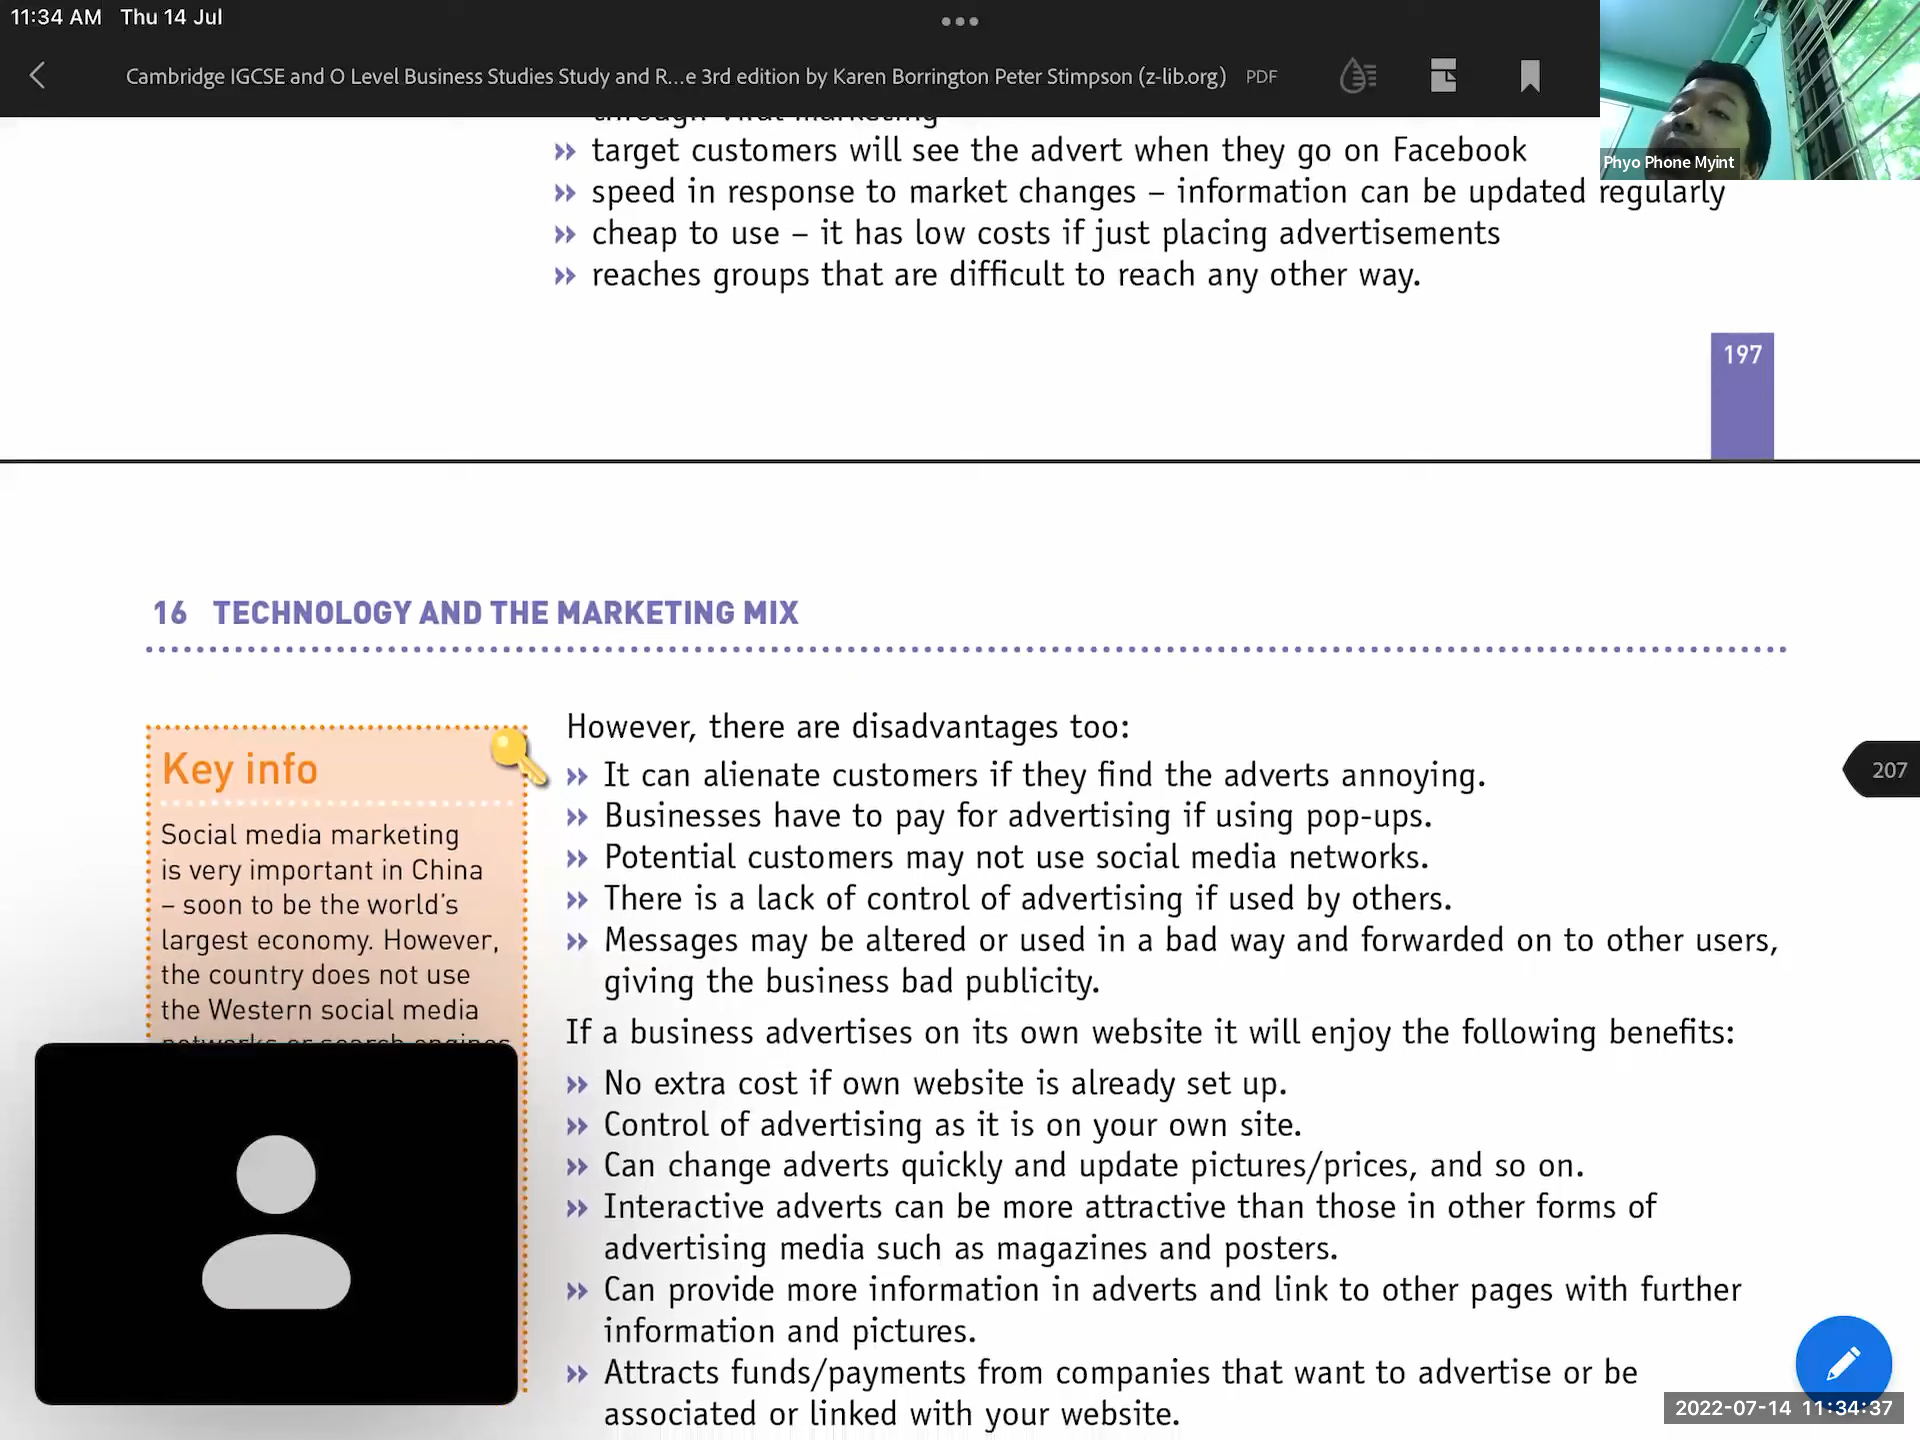 11:34 AM Thu 14 Jul
Cambridge IGCSE and O Level Business Studies Study and R...e 3rd edition by Karen Borrington Peter Stimpson (z-lib.org) PDF
Phyo Phone Myint
through viral marketing
» target customers will see the advert when they go on Facebook
» speed in response to market changes – information can be updated regularly
» cheap to use – it has low costs if just placing advertisements
» reaches groups that are difficult to reach any other way.
197
16 TECHNOLOGY AND THE MARKETING MIX
Key info
Social media marketing
is very important in China
– soon to be the world's
largest economy. However,
the country does not use
the Western social media
networks or search engines
However, there are disadvantages too:
» It can alienate customers if they find the adverts annoying.
» Businesses have to pay for advertising if using pop-ups.
» Potential customers may not use social media networks.
» There is a lack of control of advertising if used by others.
» Messages may be altered or used in a bad way and forwarded on to other users,
giving the business bad publicity.
If a business advertises on its own website it will enjoy the following benefits:
» No extra cost if own website is already set up.
» Control of advertising as it is on your own site.
» Can change adverts quickly and update pictures/prices, and so on.
» Interactive adverts can be more attractive than those in other forms of
advertising media such as magazines and posters.
» Can provide more information in adverts and link to other pages with further
information and pictures.
» Attracts funds/payments from companies that want to advertise or be
associated or linked with your website.
207
2022-07-14 11:34:37